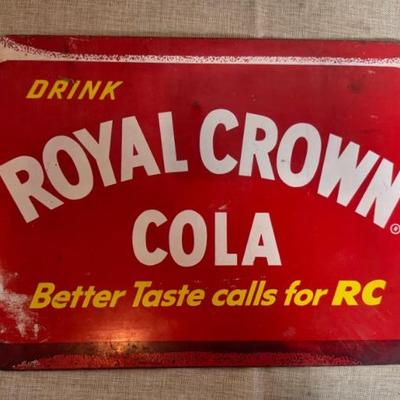 DRINK
ROYAL CROWN
COLA ®
Better Taste calls for RC